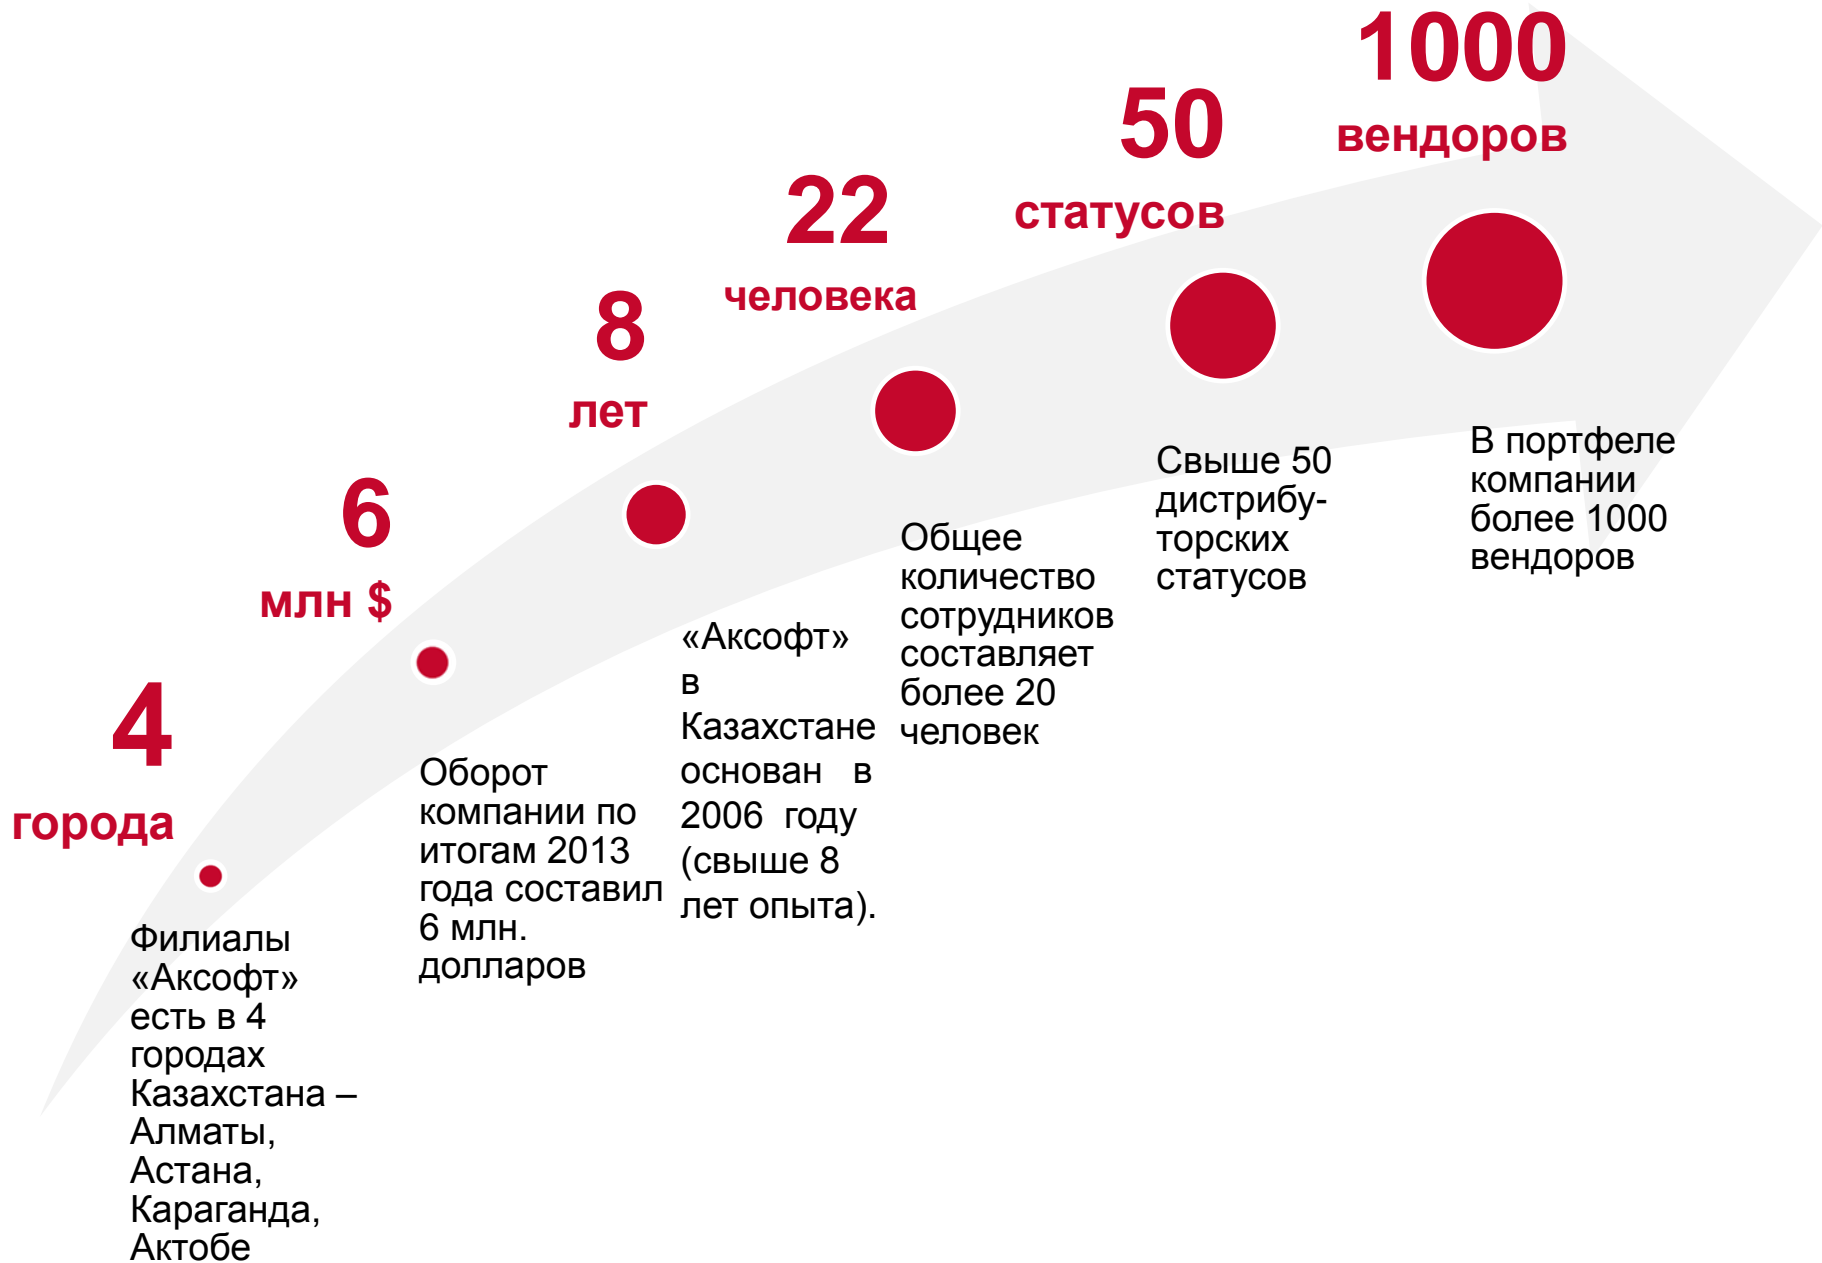 4
города
Филиалы
«Аксофт»
есть в 4
городах
Казахстана –
Алматы,
Астана,
Караганда,
Актобе
6
млн $
Оборот
компании по
итогам 2013
года составил
6 млн.
долларов
8
лет
«Аксофт»
в
Казахстане
основан в
2006 году
(свыше 8
лет опыта).
22
человека
Общее
количество
сотрудников
составляет
более 20
человек
50
статусов
Свыше 50
дистрибу-
торских
статусов
1000
вендоров
В портфеле
компании
более 1000
вендоров